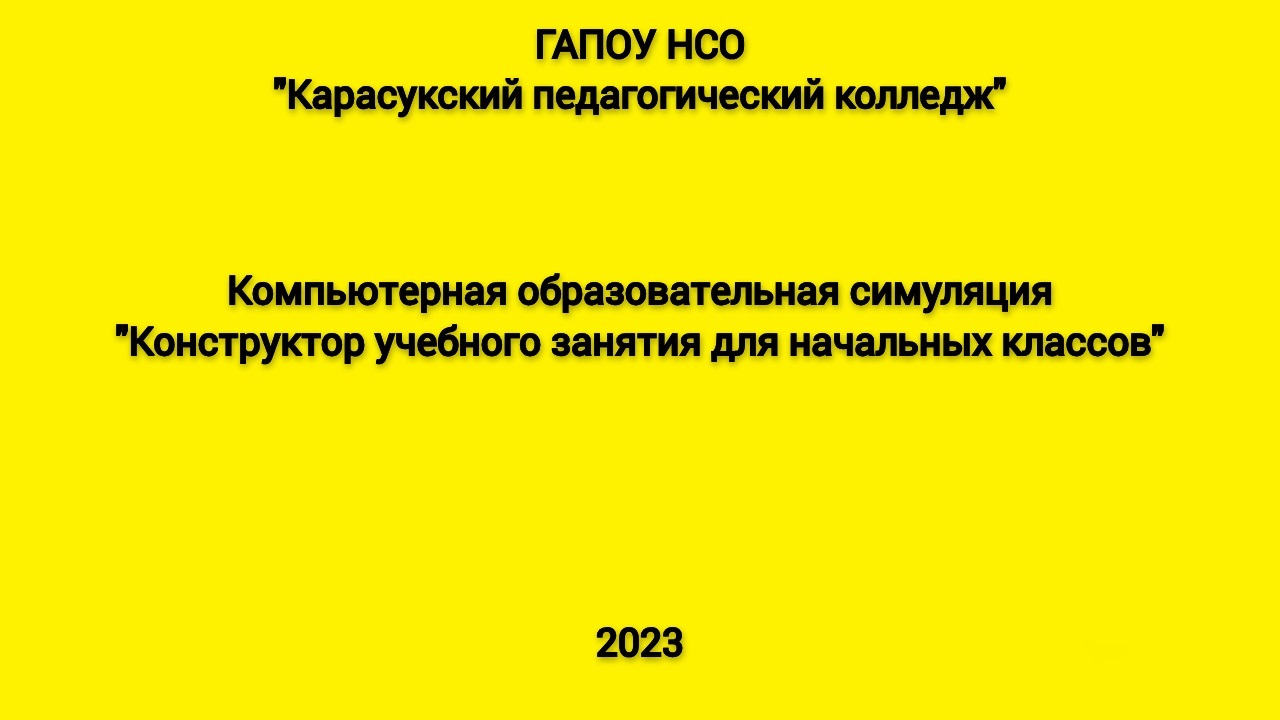 ГАПОУ НСО
"Карасукский педагогический колледж"
Компьютерная образовательная симуляция
"Конструктор учебного занятия для начальных классов"
2023